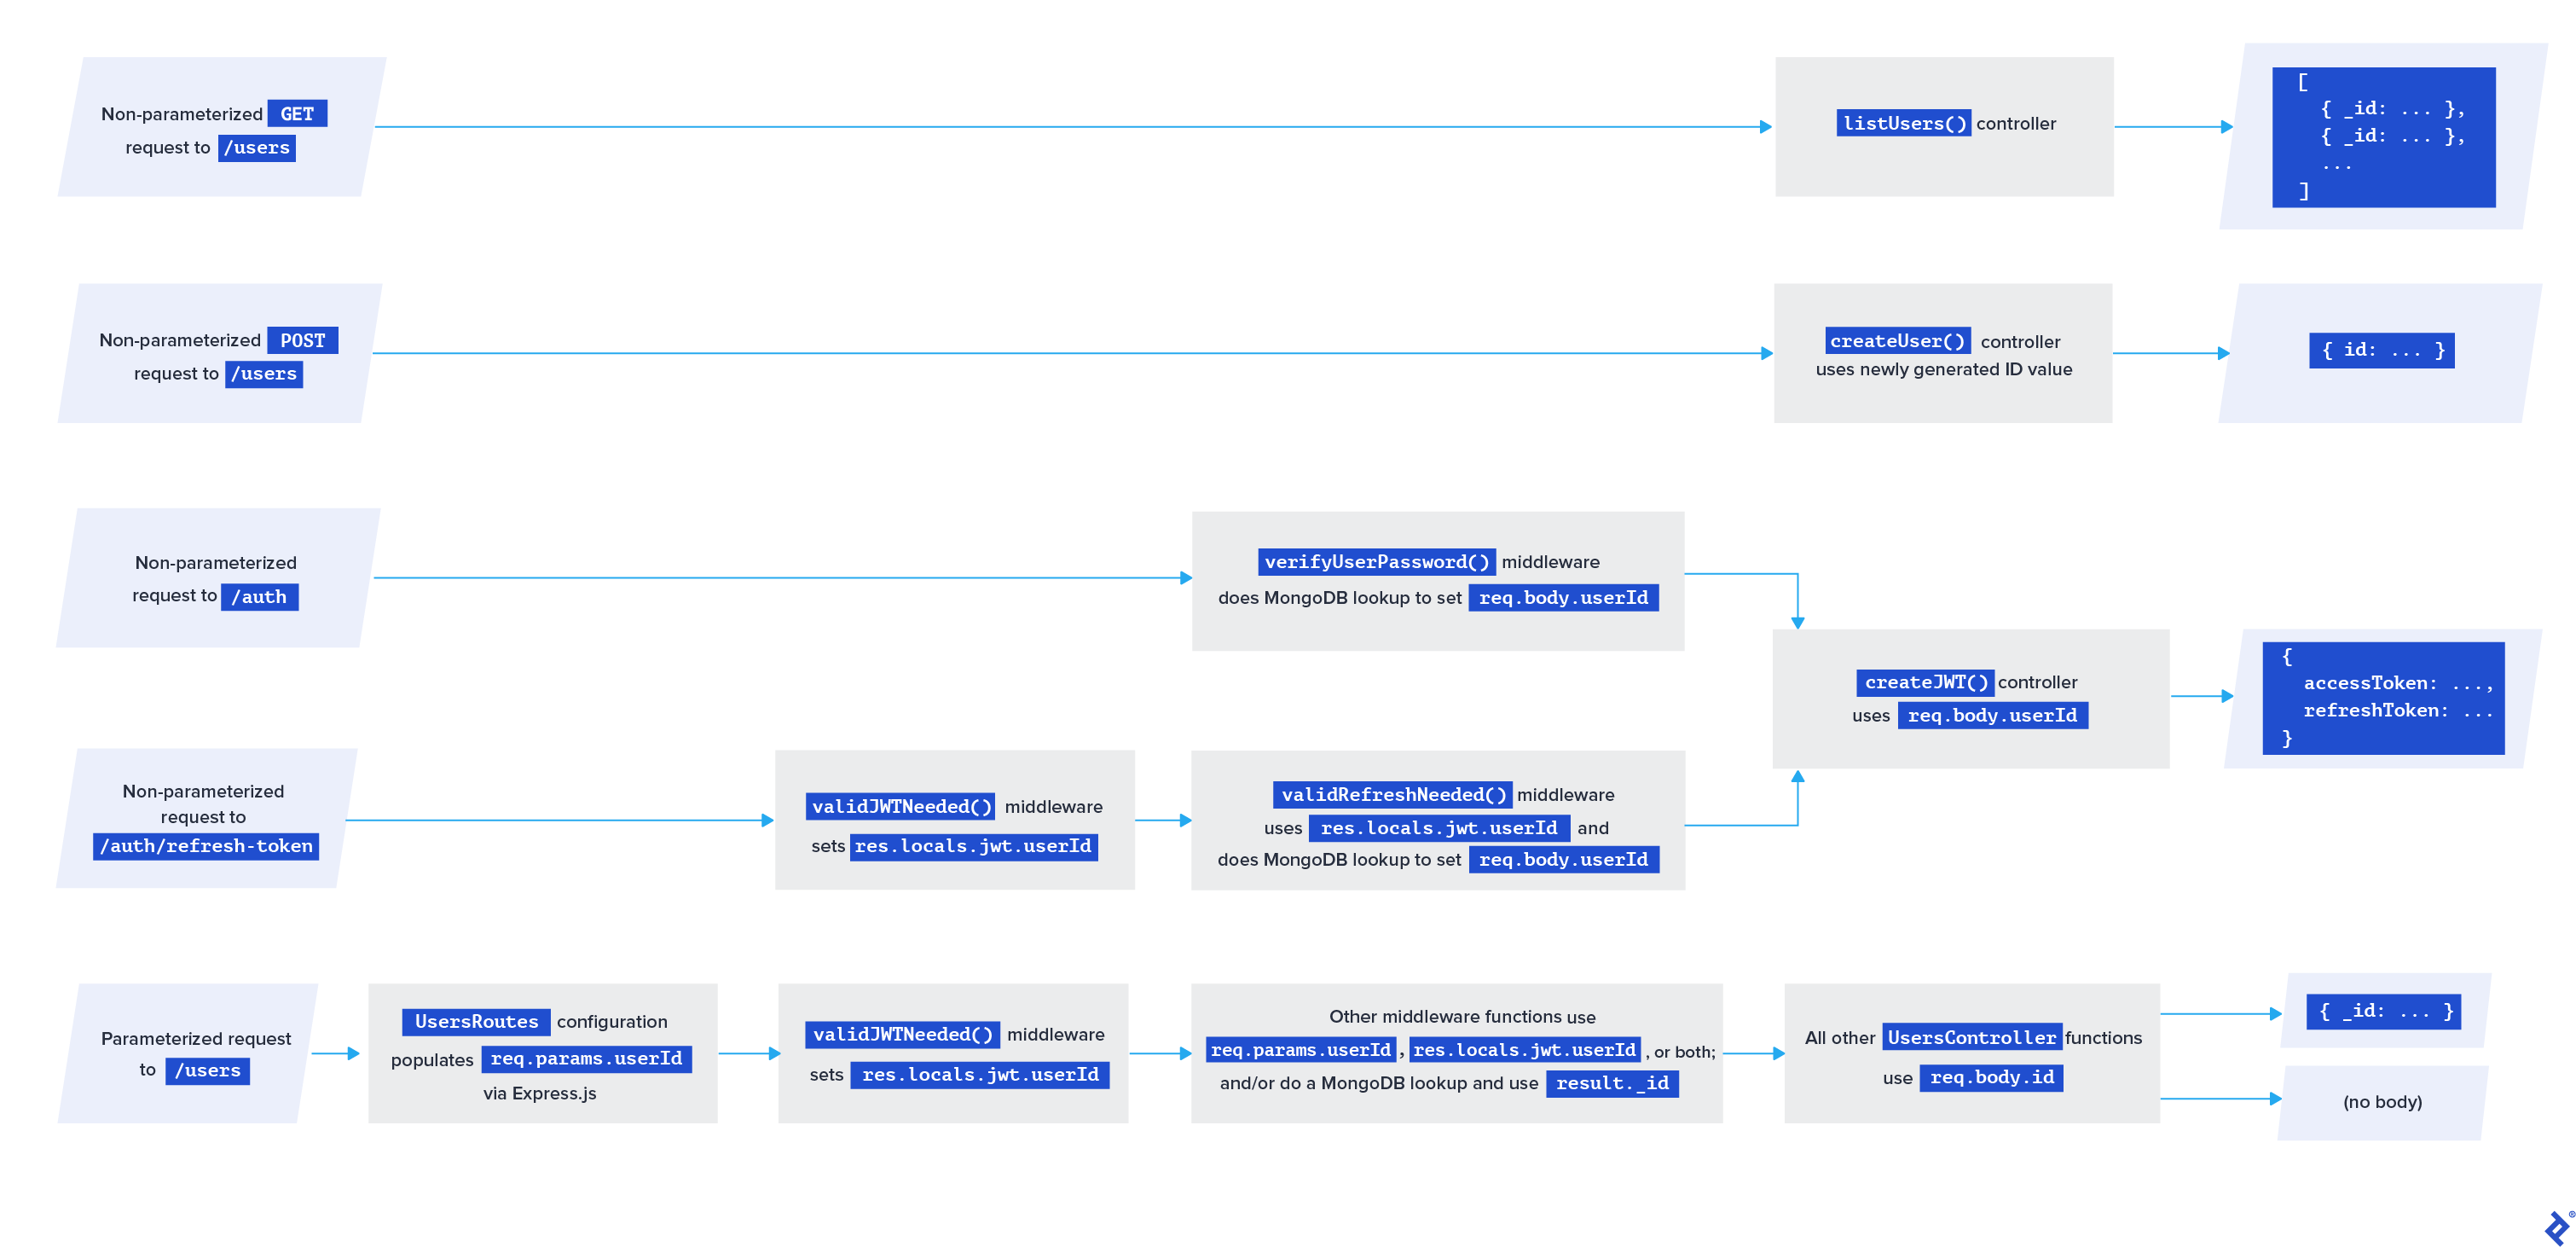 Non-parameterized GET
request to /users
listUsers() controller
[
{ _id: ... },
{ _id: ... },
...
]
Non-parameterized POST
request to /users
createUser() controller
uses newly generated ID value
{ id: ... }
Non-parameterized
request to /auth
verifyUserPassword() middleware
does MongoDB lookup to set req.body.userId
createJWT() controller
uses req.body.userId
{
accessToken: ...,
refreshToken: ...
}
Non-parameterized
request to
/auth/refresh-token
validJWTNeeded() middleware
sets res.locals.jwt.userId
validRefreshNeeded() middleware
uses res.locals.jwt.userId and
does MongoDB lookup to set req.body.userId
Parameterized request
to /users
UsersRoutes configuration
populates req.params.userId
via Express.js
validJWTNeeded() middleware
sets res.locals.jwt.userId
Other middleware functions use
req.params.userId, res.locals.jwt.userId, or both;
and/or do a MongoDB lookup and use result._id
All other UsersController functions
use req.body.id
{ _id: ... }
(no body)
®